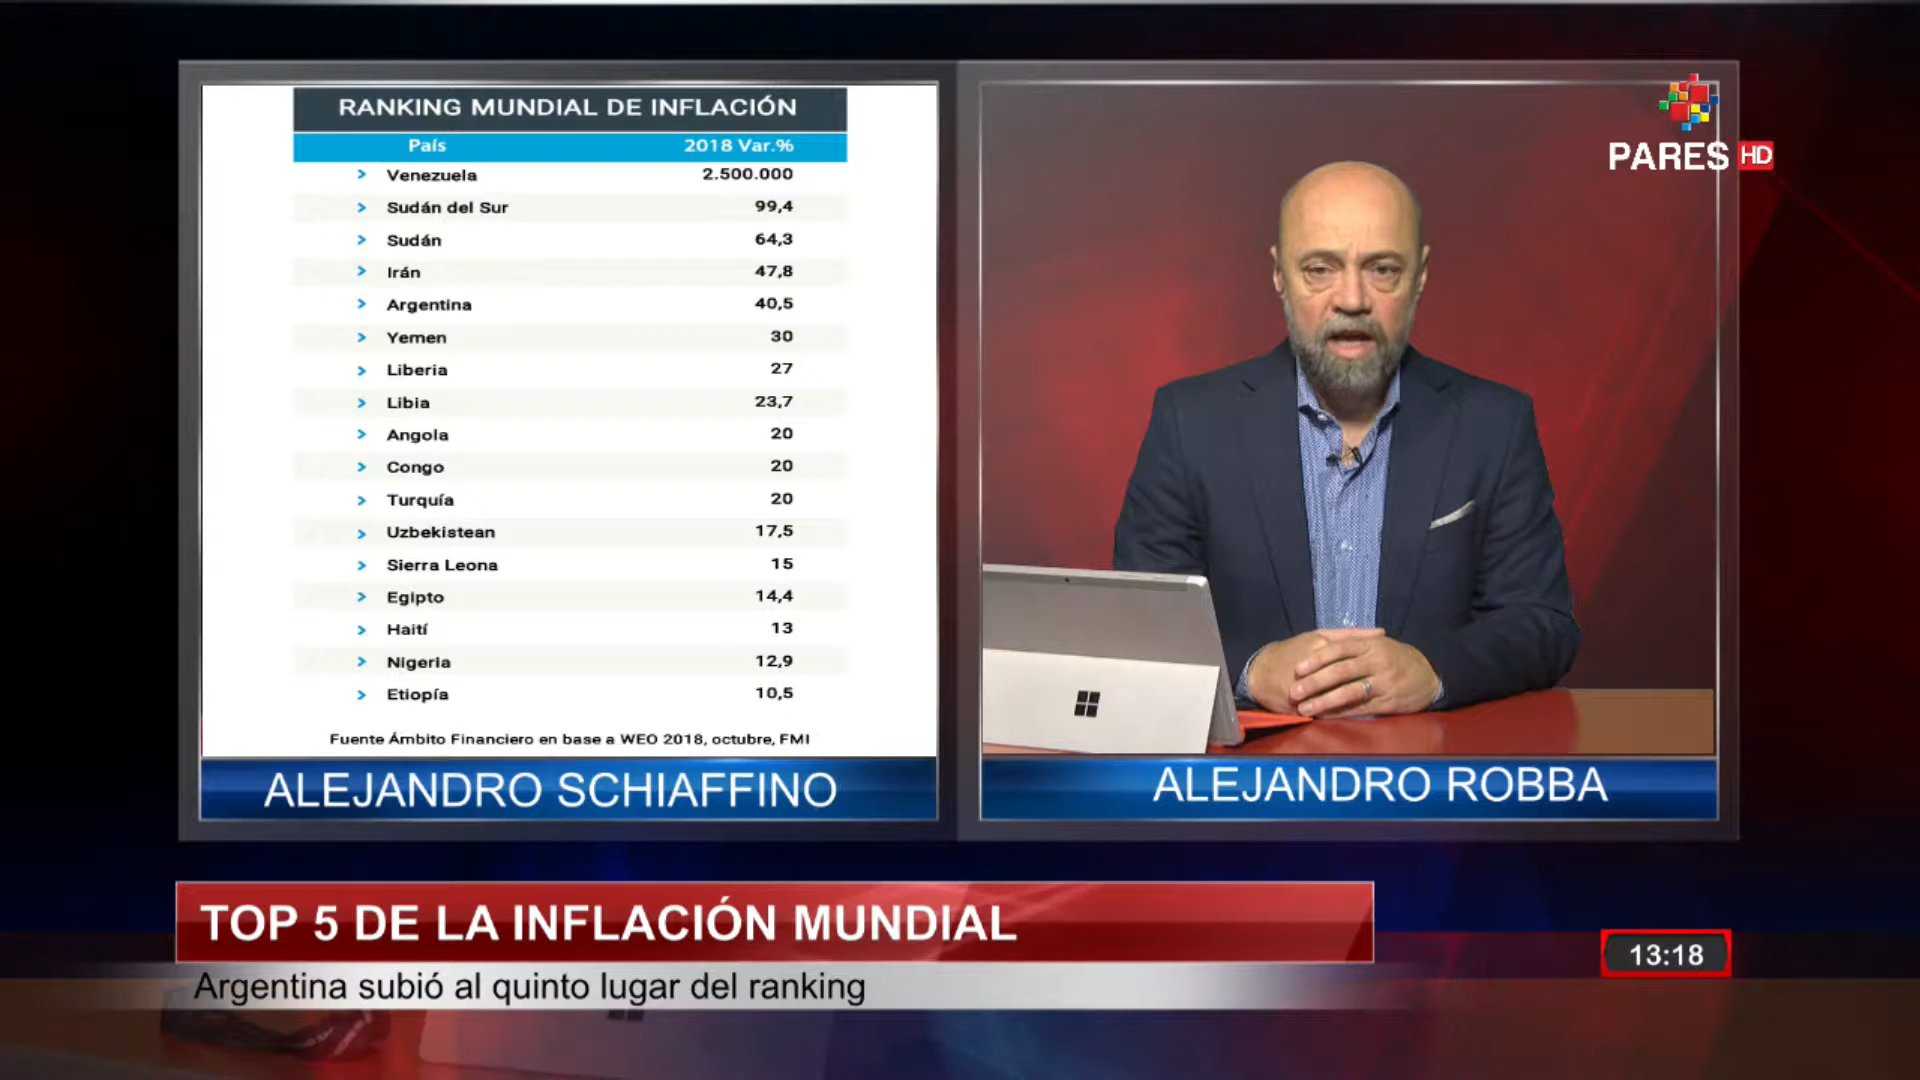 RANKING MUNDIAL DE INFLACIÓN
País 2018 Var.%
Venezuela 2.500.000
Sudán del Sur 99,4
Sudán 64,3
Irán 47,8
Argentina 40,5
Yemen 30
Liberia 27
Libia 23,7
Angola 20
Congo 20
Turquía 20
Uzbekistean 17,5
Sierra Leona 15
Egipto 14,4
Haití 13
Nigeria 12,9
Etiopía 10,5
Fuente Ámbito Financiero en base a WEO 2018, octubre, FMI
ALEJANDRO SCHIAFFINO
PARES HD
ALEJANDRO ROBBA
TOP 5 DE LA INFLACIÓN MUNDIAL
Argentina subió al quinto lugar del ranking
13:18